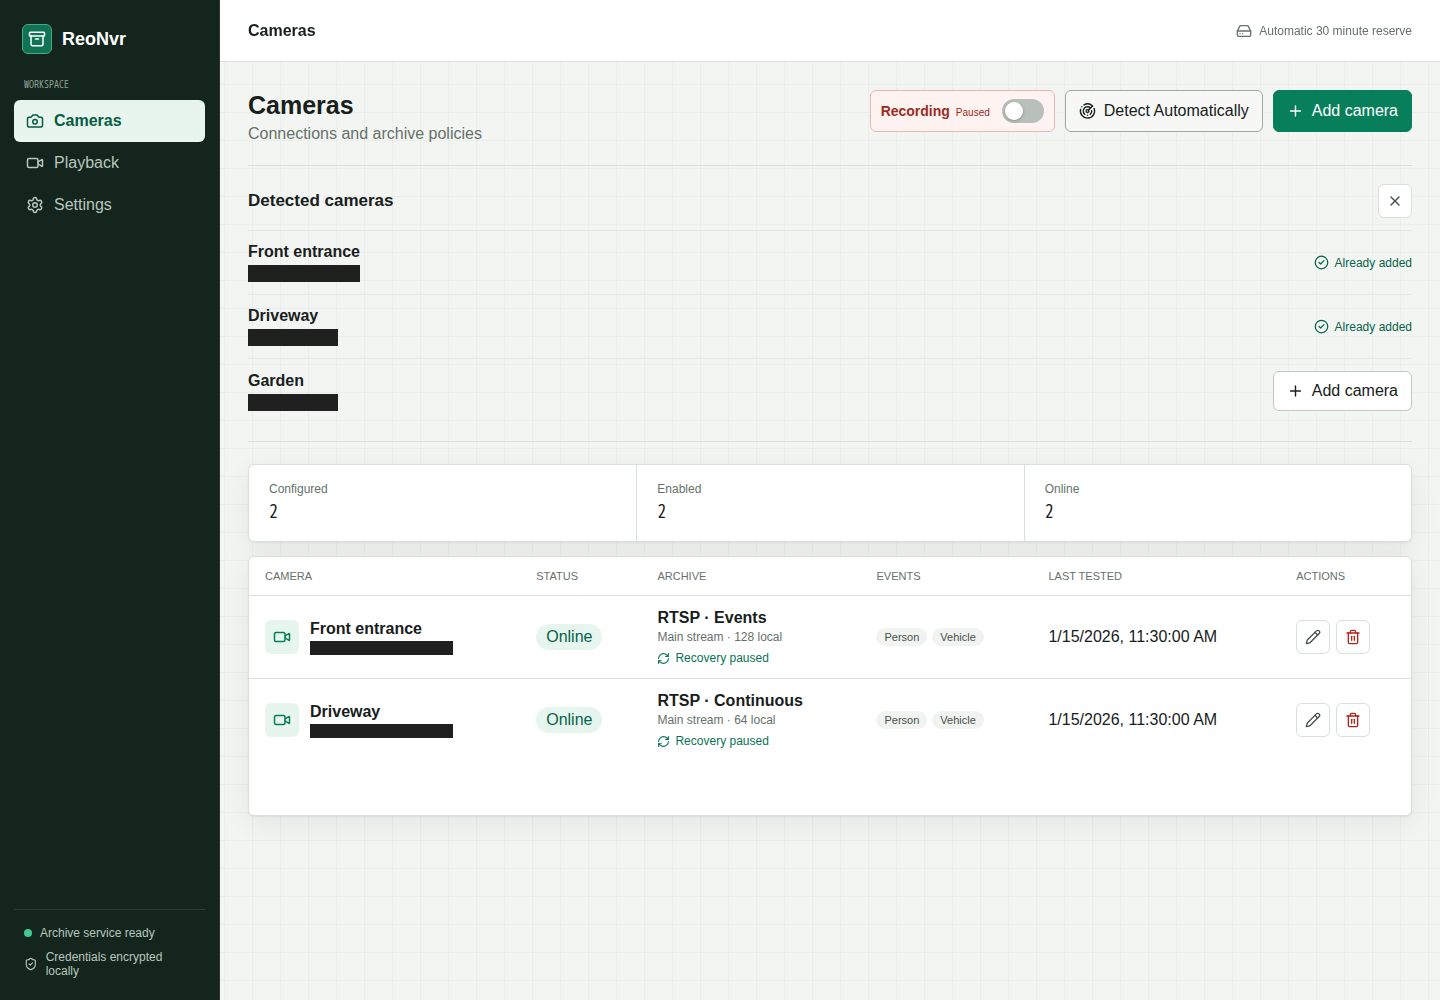 ReoNvr
WORKSPACE
Cameras
Playback
Settings
Archive service ready
Credentials encrypted
locally
Cameras
Automatic 30 minute reserve
Cameras
Connections and archive policies
Recording Paused
Detect Automatically
Add camera
Detected cameras
Front entrance
Already added
Driveway
Already added
Garden
Add camera
Configured
2
Enabled
2
Online
2
CAMERA STATUS ARCHIVE EVENTS LAST TESTED ACTIONS
Front entrance
Online
RTSP · Events
Main stream · 128 local
Recovery paused
Person Vehicle
1/15/2026, 11:30:00 AM
Driveway
Online
RTSP · Continuous
Main stream · 64 local
Recovery paused
Person Vehicle
1/15/2026, 11:30:00 AM